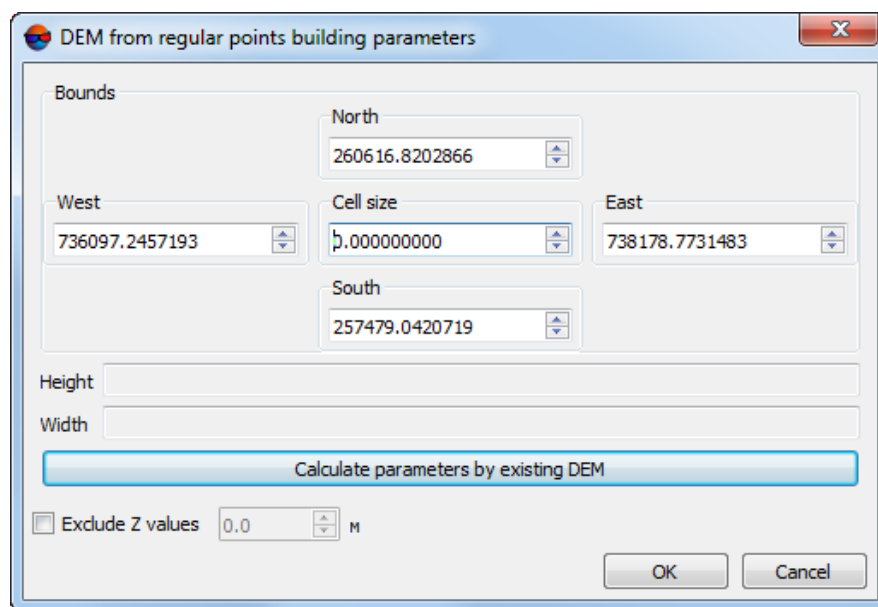 DEM from regular points building parameters
Bounds
North
260616.8202866
West
Cell size
East
736097.2457193
0.000000000
738178.7731483
South
257479.0420719
Height
Width
Calculate parameters by existing DEM
Exclude Z values
0.0
м
OK
Cancel